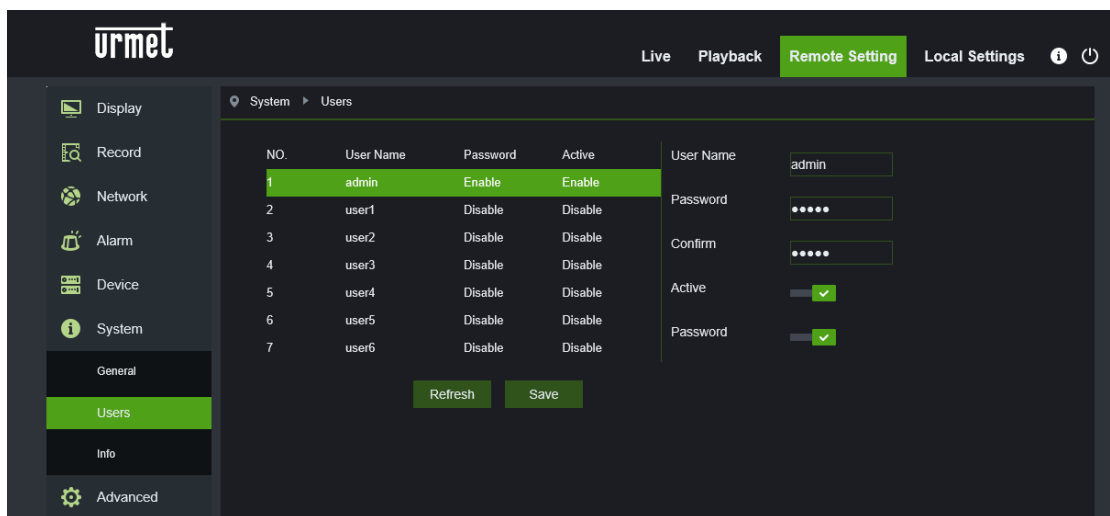 urmet
Live Playback Remote Setting Local Settings
Display
Record
Network
Alarm
Device
System
General
Users
Info
Advanced
System Users
NO. User Name Password Active
1 admin Enable Enable
2 user1 Disable Disable
3 user2 Disable Disable
4 user3 Disable Disable
5 user4 Disable Disable
6 user5 Disable Disable
7 user6 Disable Disable
Refresh Save
User Name admin
Password •••••
Confirm •••••
Active
Password